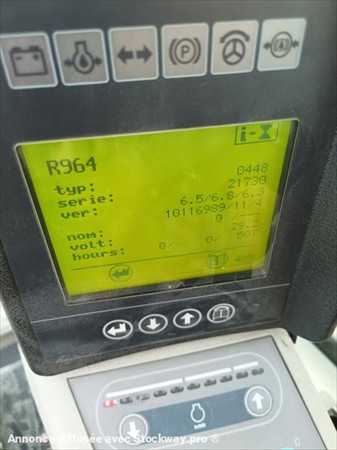 i-X
R964
typ: 0448
serie: 21730
ver: 6.5/6.8/6.3
10116989/11/4
nom: 0
volt:
hours: 0/ 0/ 507
Annonce diffusée avec Stockway.pro ®